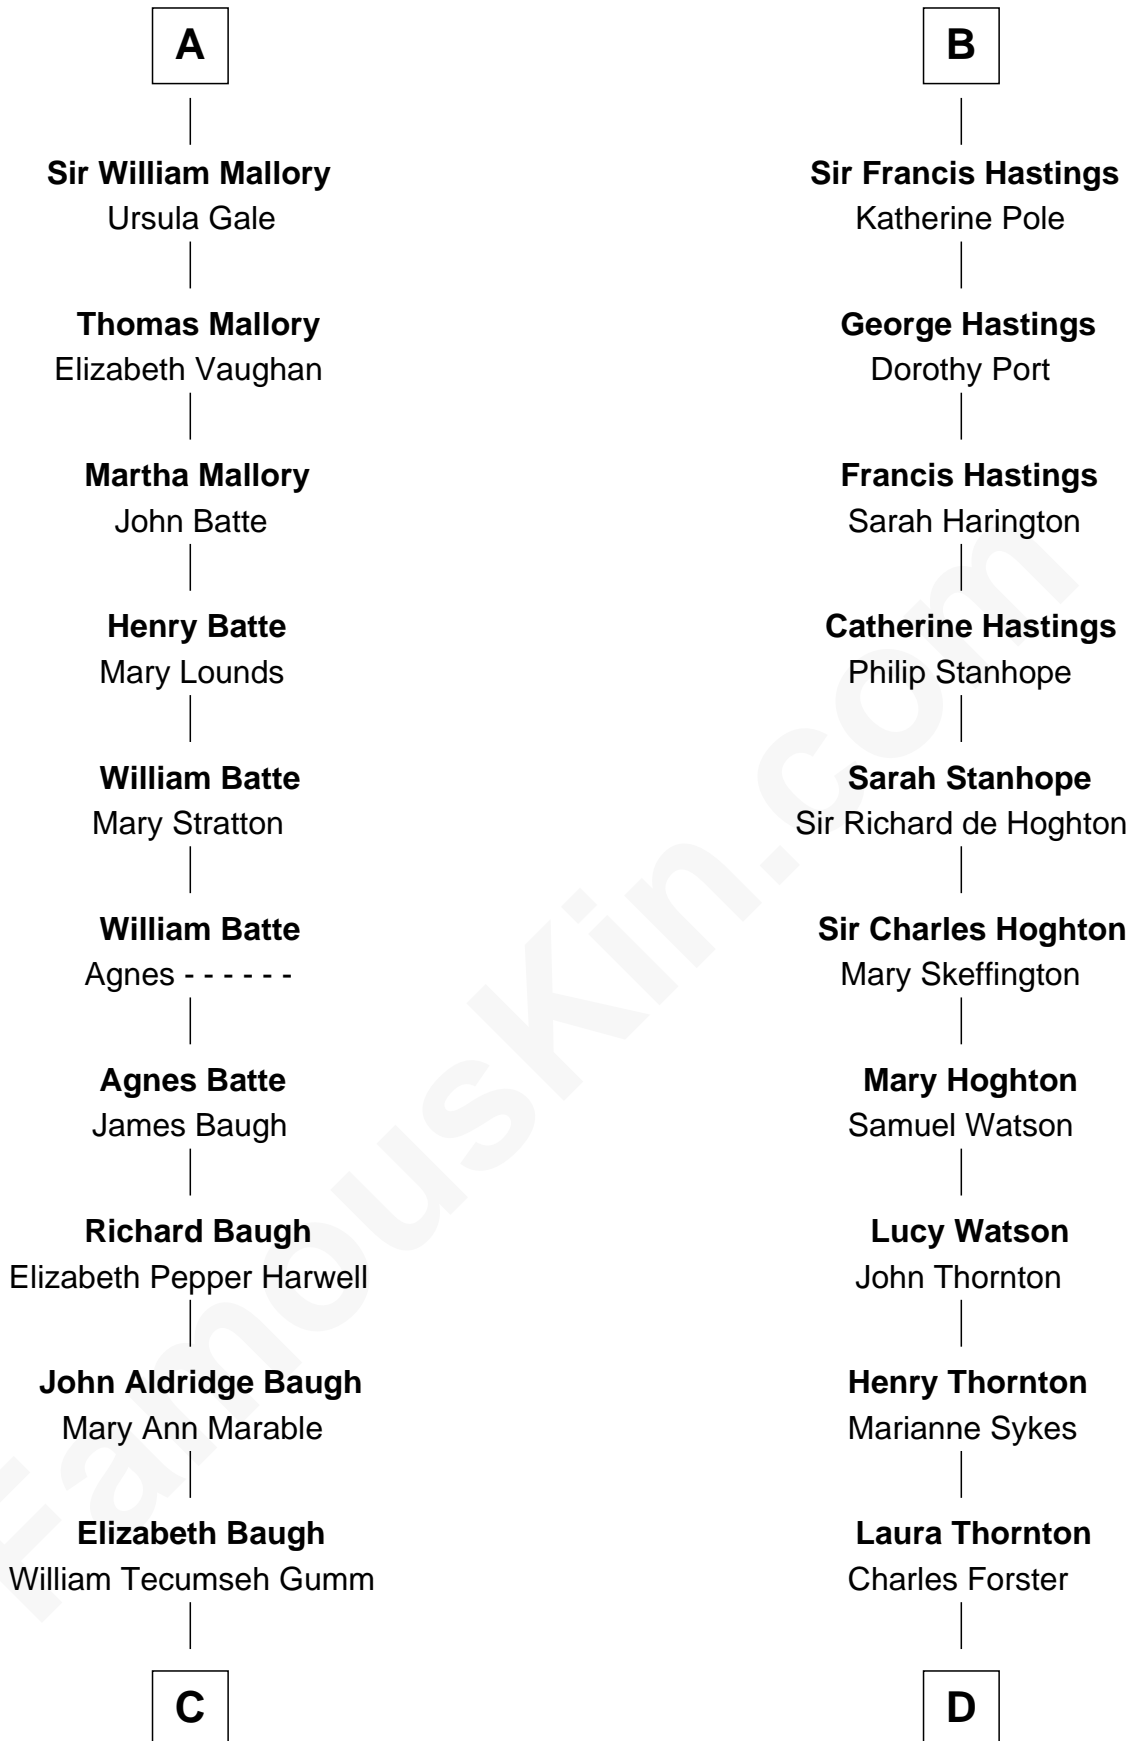 A
Sir William Mallory
Ursula Gale
Thomas Mallory
Elizabeth Vaughan
Martha Mallory
John Batte
Henry Batte
Mary Lounds
William Batte
Mary Stratton
William Batte
Agnes - - - - - -
Agnes Batte
James Baugh
Richard Baugh
Elizabeth Pepper Harwell
John Aldridge Baugh
Mary Ann Marable
Elizabeth Baugh
William Tecumseh Gumm
C
B
Sir Francis Hastings
Katherine Pole
George Hastings
Dorothy Port
Francis Hastings
Sarah Harington
Catherine Hastings
Philip Stanhope
Sarah Stanhope
Sir Richard de Hoghton
Sir Charles Hoghton
Mary Skeffington
Mary Hoghton
Samuel Watson
Lucy Watson
John Thornton
Henry Thornton
Marianne Sykes
Laura Thornton
Charles Forster
D
FamousKin.com